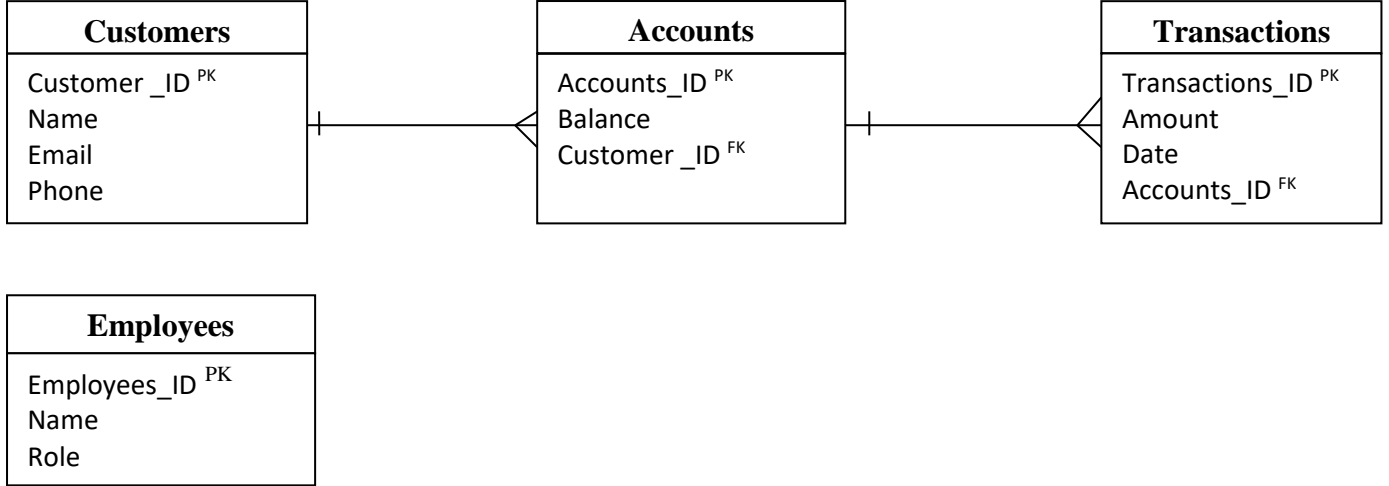 Customers
Customer _ID PK
Name
Email
Phone
Accounts
Accounts_ID PK
Balance
Customer _ID FK
Transactions
Transactions_ID PK
Amount
Date
Accounts_ID FK
Employees
Employees_ID PK
Name
Role